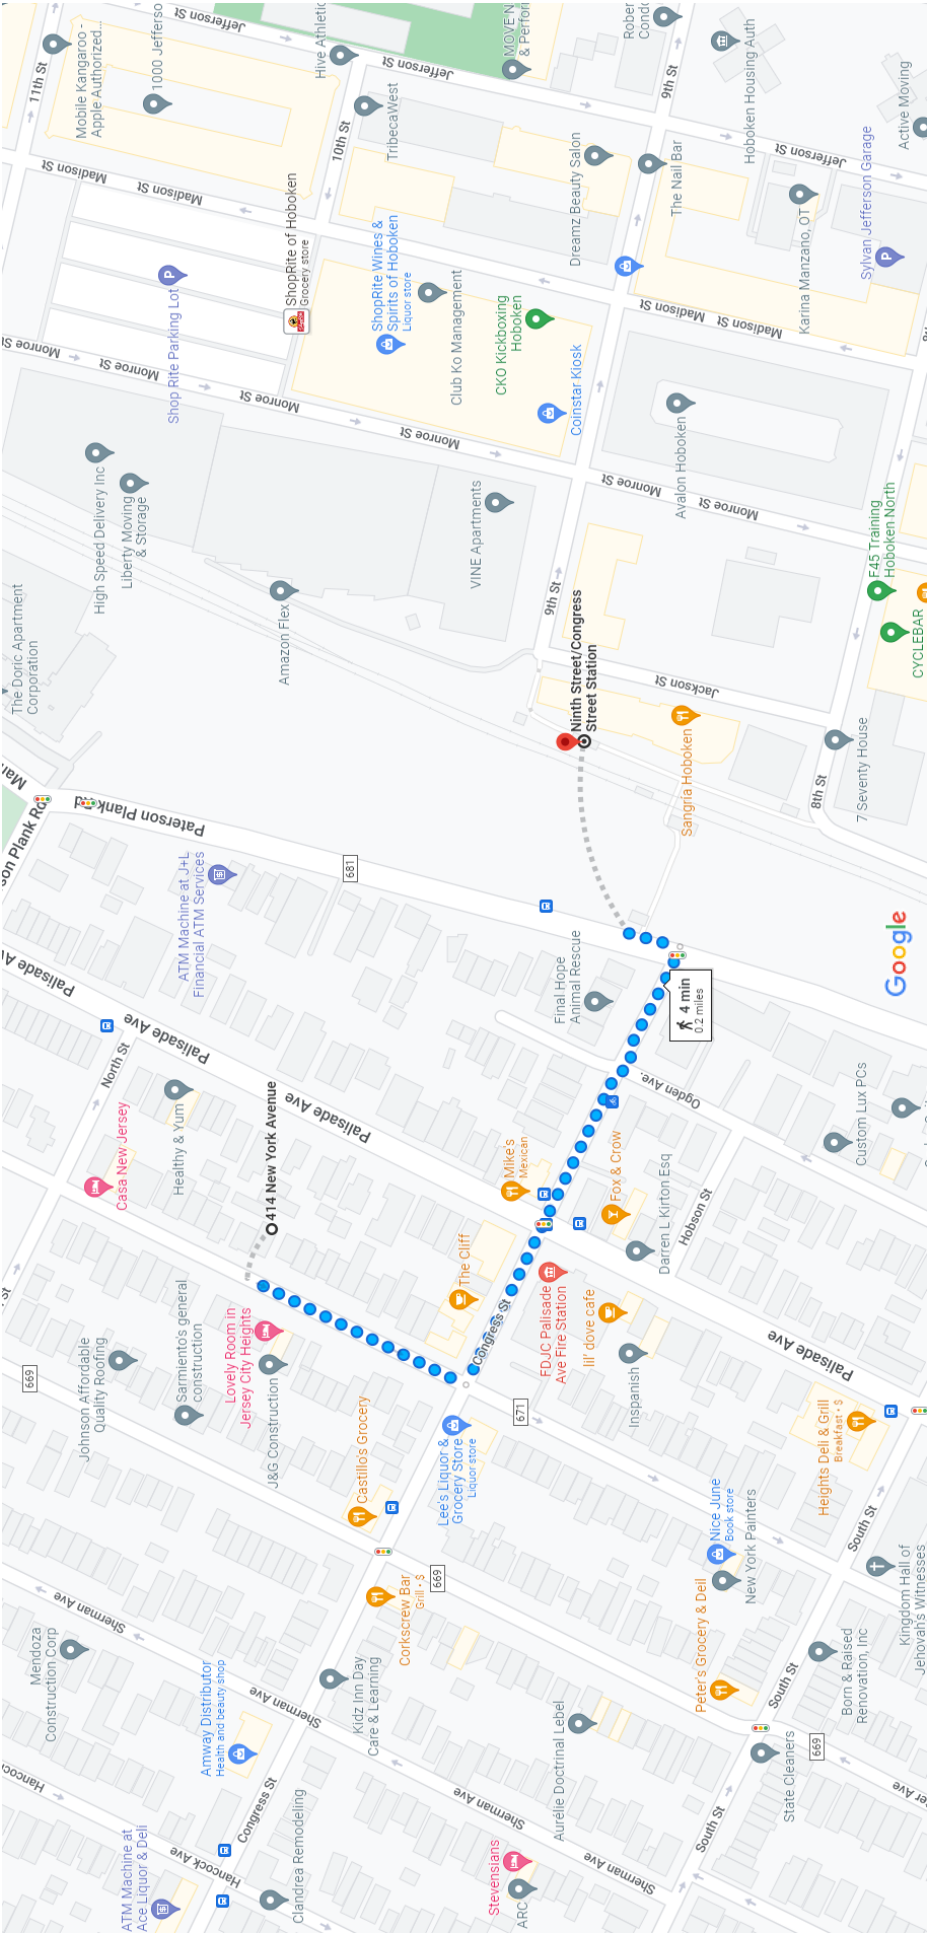 ATM Machine at
Ace Liquor & Deli
Hancock Ave
Hancock
Congress St
Clandrea Remodeling
Amway Distributor
Health and beauty shop
Mendoza
Construction Corp
Sherman Ave
Sherman Ave
Sherman Ave
Sherman Ave
Kidz Inn Day
Care & Learning
Stevensians
ARC
Aurélie Doctrinal Lebel
South St
State Cleaners
669
Peter's Grocery & Deli
South St
Born & Raised
Renovation, Inc
Kingdom Hall of
Jehovah's Witnesses
Nice June
Book store
New York Painters
South St
Corkscrew Bar
Grill • $
669
Castillo's Grocery
Lee's Liquor &
Grocery Store
Liquor store
671
Heights Deli & Grill
Breakfast • $
Johnson Affordable
Quality Roofing
669
Sarmiento's general
construction
Lovely Room in
Jersey City Heights
J&G Construction
414 New York Avenue
The Cliff
Congress St
FDJC Palisade
Ave Fire Station
lil' dove cafe
Inspanish
Palisade Ave
Casa New Jersey
Healthy & Yum
North St
Palisade Ave
Palisade Ave
Palisade Av
Mike's
Mexican
Fox & Crow
Darren L Kirton Esq
Hobson St
Ogden Ave
Custom Lux PCs
Final Hope
Animal Rescue
4 min
0.2 miles
Google
ATM Machine at J+L
Financial ATM Services
681
Paterson Plank Rd
son Plank Rd
Man
The Doric Apartment
Corporation
Ninth Street/Congress
Street Station
Sangria Hoboken
7 Seventy House
8th St
Jackson St
9th St
Amazon Flex
High Speed Delivery Inc
Liberty Moving
& Storage
VINE Apartments
F45 Training
Hoboken North
CYCLEBAR
Avalon Hoboken
Monroe St
Monroe St
Monroe St
Monroe St
Monroe St
Monroe St
Shop Rite Parking Lot
ShopRite of Hoboken
Grocery store
ShopRite Wines &
Spirits of Hoboken
Liquor store
Club Ko Management
CKO Kickboxing
Hoboken
Coinstar Kiosk
Madison St
Madison St
Madison St
Madison St
Karina Manzano, OT
Sylvan Jefferson Garage
Dreamz Beauty Salon
The Nail Bar
TribecaWest
10th St
11th St
9th St
Mobile Kangaroo -
Apple Authorized...
1000 Jefferso
Hive Athletic
MOVE N
& Perfor
Jefferson St
Jefferson St
Jefferson St
Rober
Condo
Hoboken Housing Auth
Active Moving